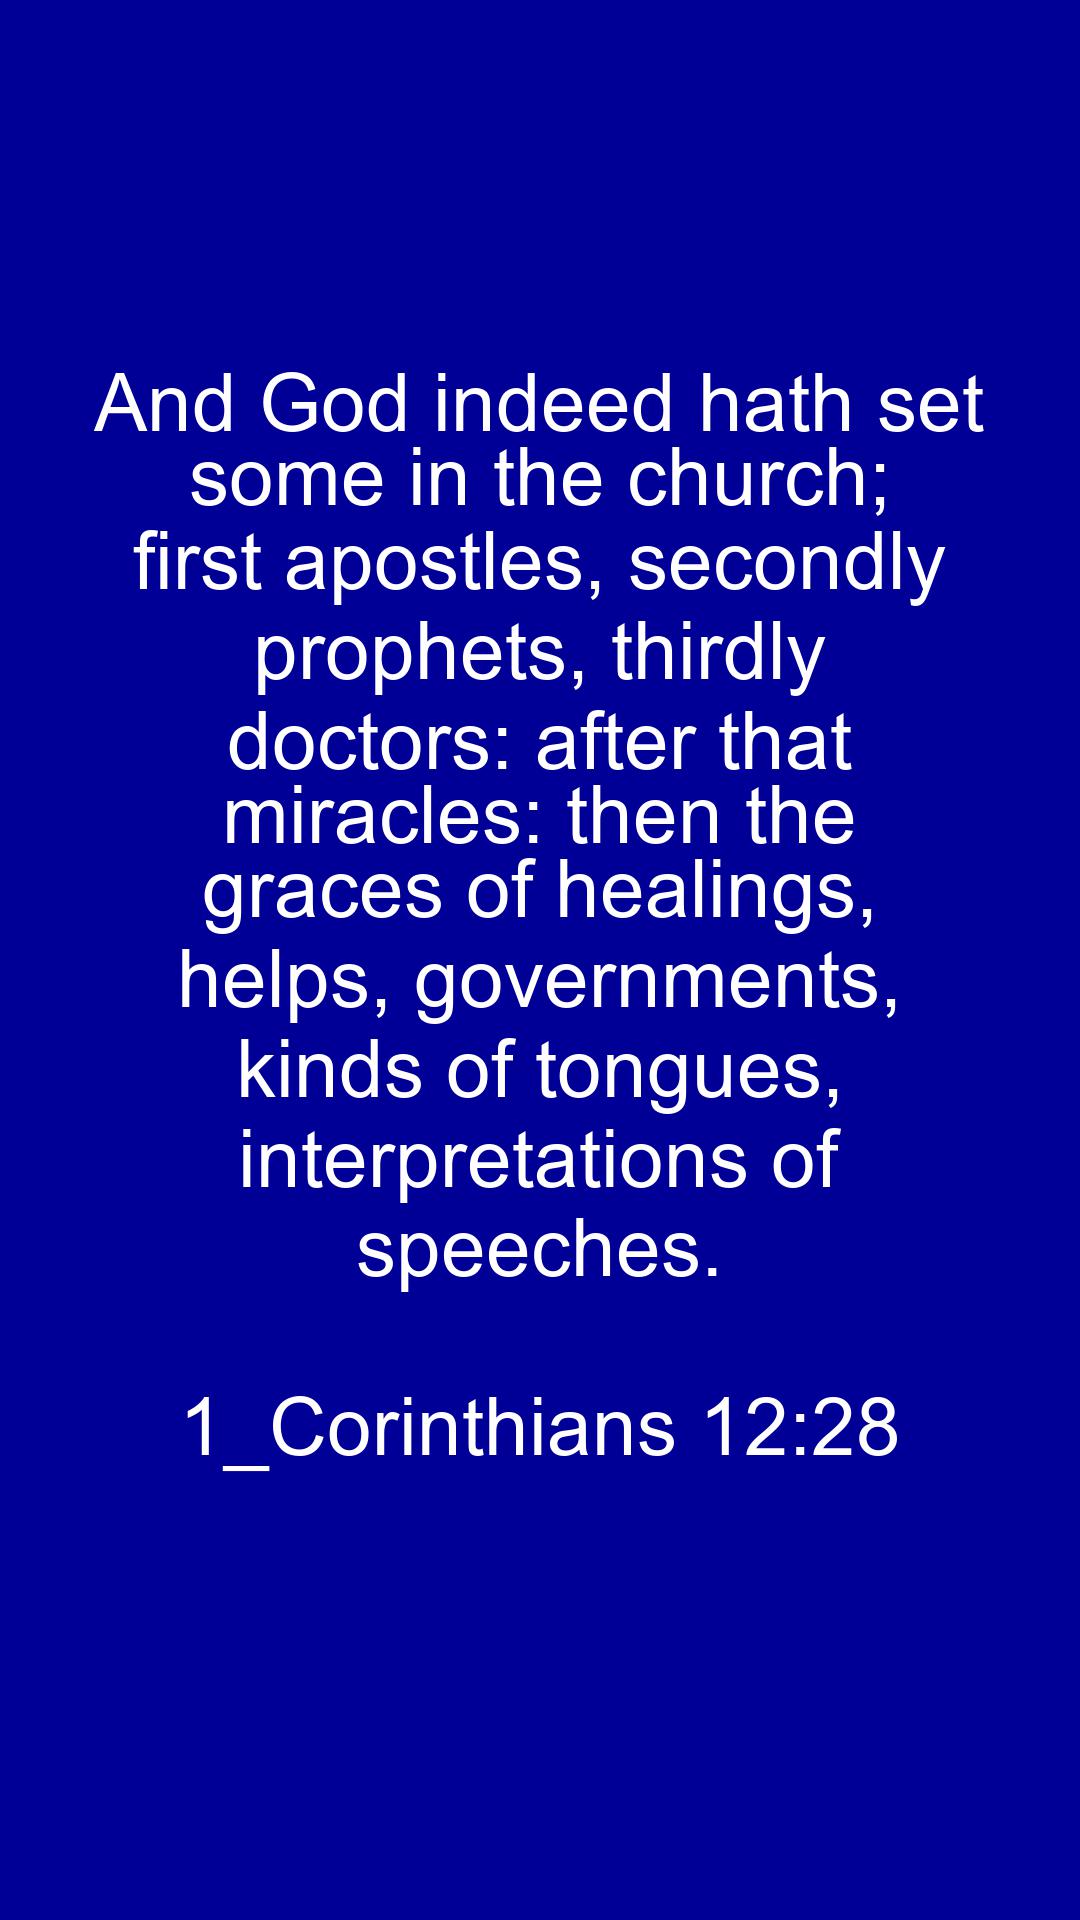 And God indeed hath set
some in the church;
first apostles, secondly
prophets, thirdly
doctors: after that
miracles: then the
graces of healings,
helps, governments,
kinds of tongues,
interpretations of
speeches.
1_Corinthians 12:28